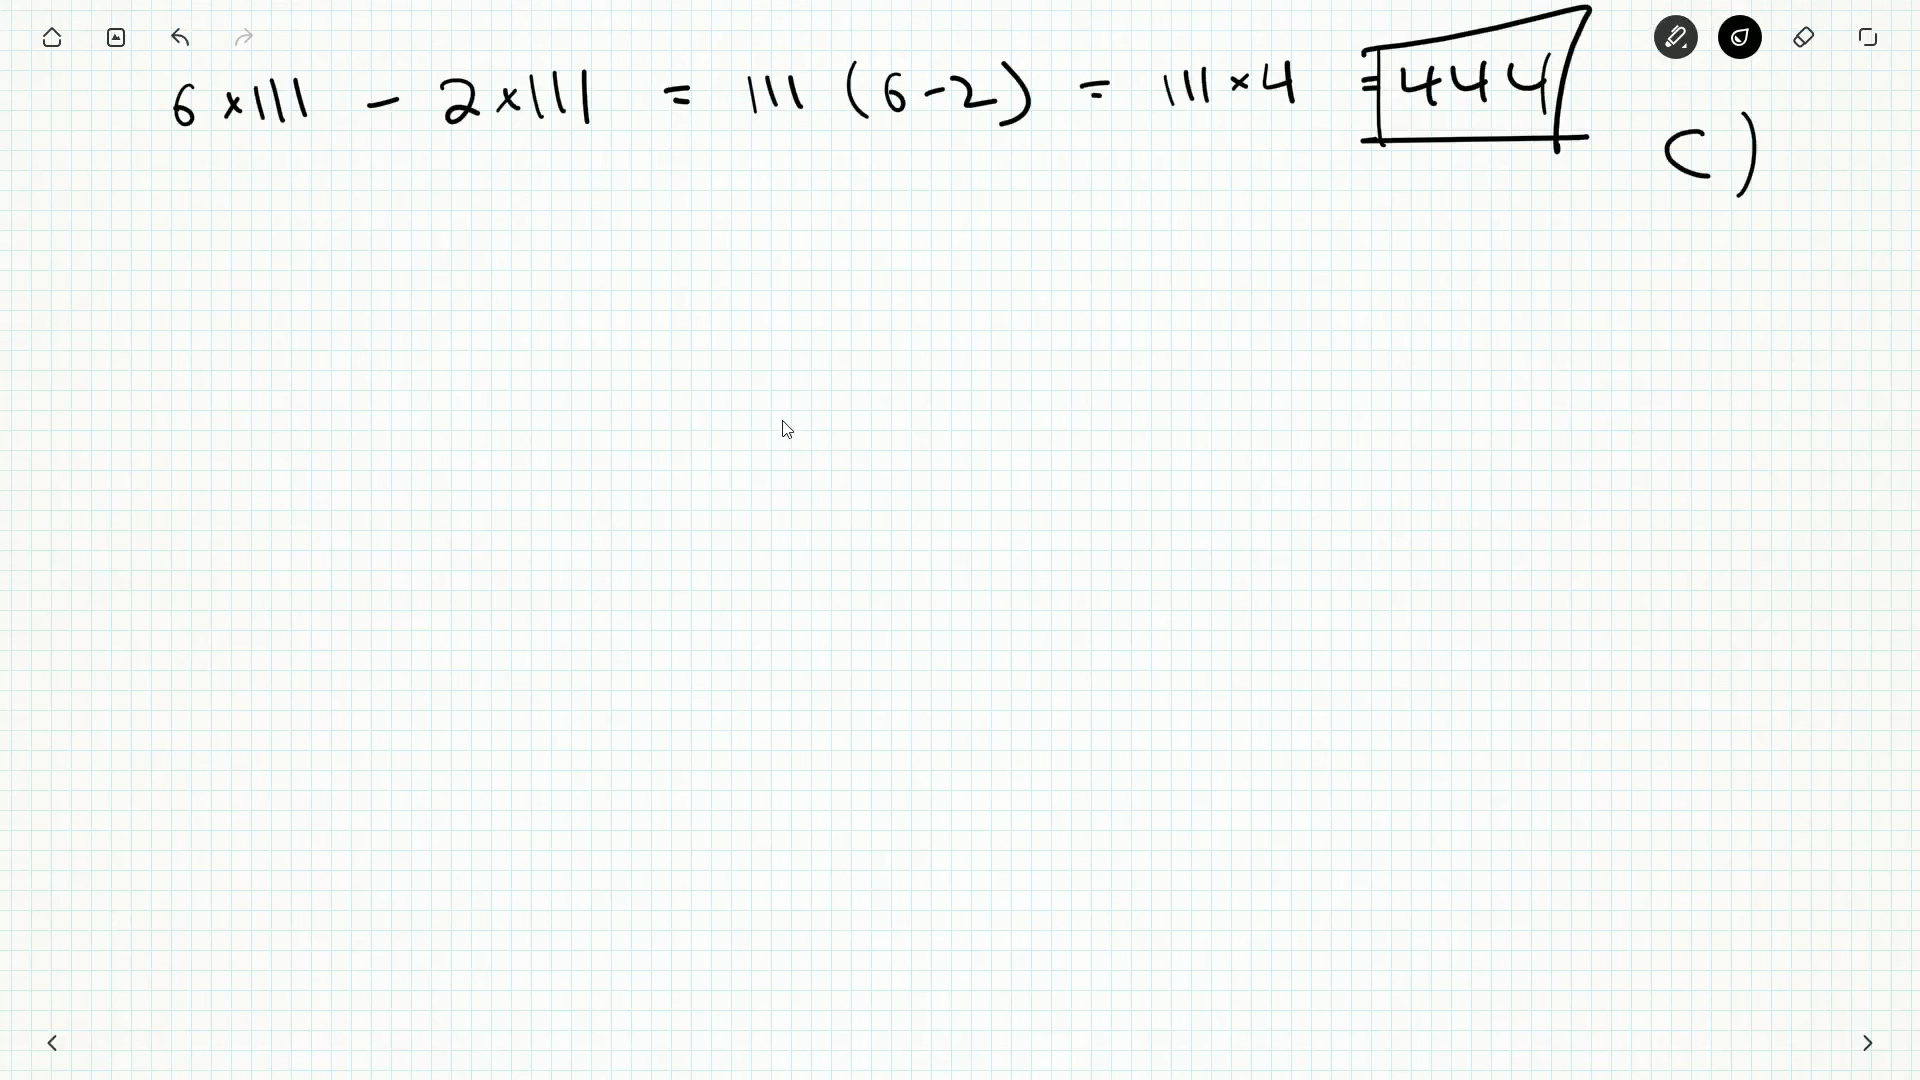 6 x 111 - 2 x 111 = 111 (6 - 2) = 111 x 4 = 444
C)